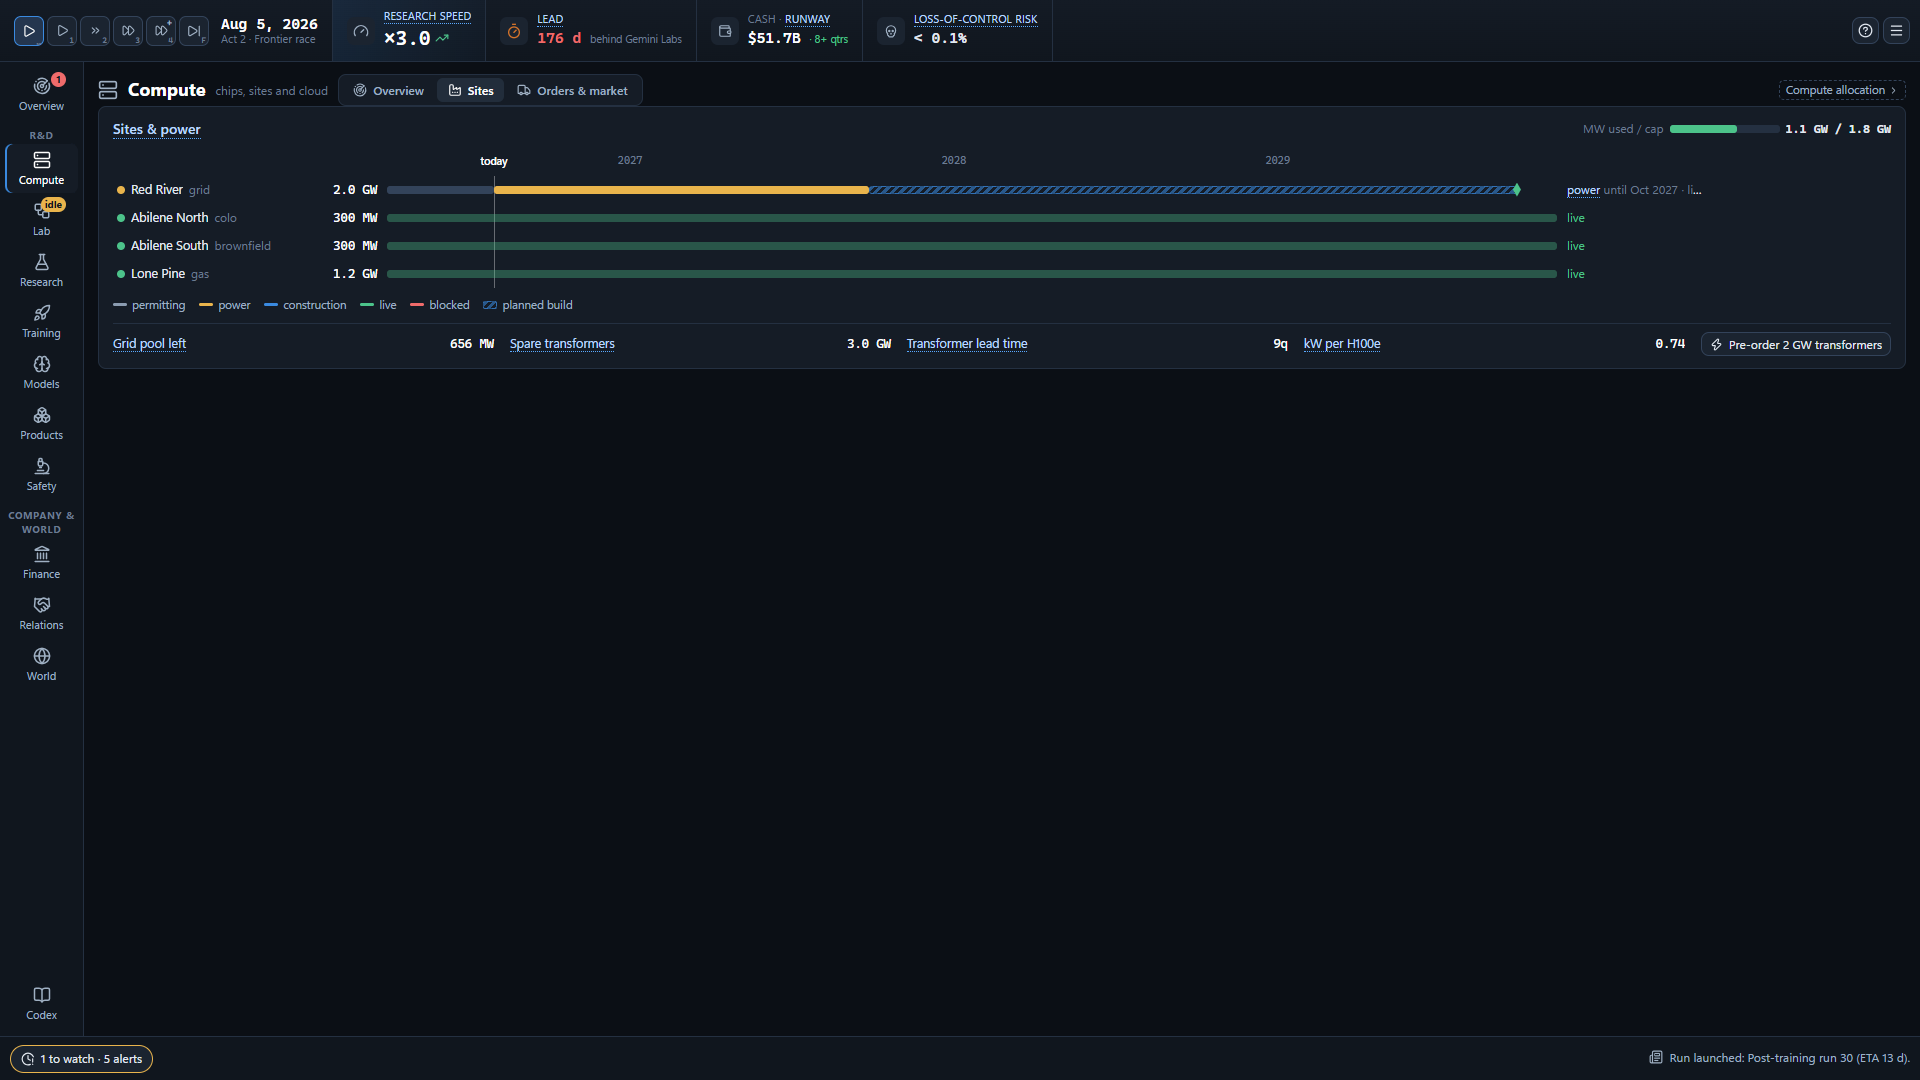 1
2
3
4
F
Aug 5, 2026
Act 2 · Frontier race
RESEARCH SPEED
×3.0
LEAD
176 d behind Gemini Labs
CASH · RUNWAY
$51.7B · 8+ qtrs
LOSS-OF-CONTROL RISK
< 0.1%
1
Overview
R&D
Compute
idle
Lab
Research
Training
Models
Products
Safety
COMPANY &
WORLD
Finance
Relations
World
Codex
Compute chips, sites and cloud
Overview
Sites
Orders & market
Compute allocation ›
Sites & power
MW used / cap 1.1 GW / 1.8 GW
today 2027 2028 2029
Red River grid 2.0 GW power until Oct 2027 · li...
Abilene North colo 300 MW live
Abilene South brownfield 300 MW live
Lone Pine gas 1.2 GW live
permitting power construction live blocked planned build
Grid pool left 656 MW Spare transformers 3.0 GW Transformer lead time 9q kW per H100e 0.74 Pre-order 2 GW transformers
1 to watch · 5 alerts
Run launched: Post-training run 30 (ETA 13 d).